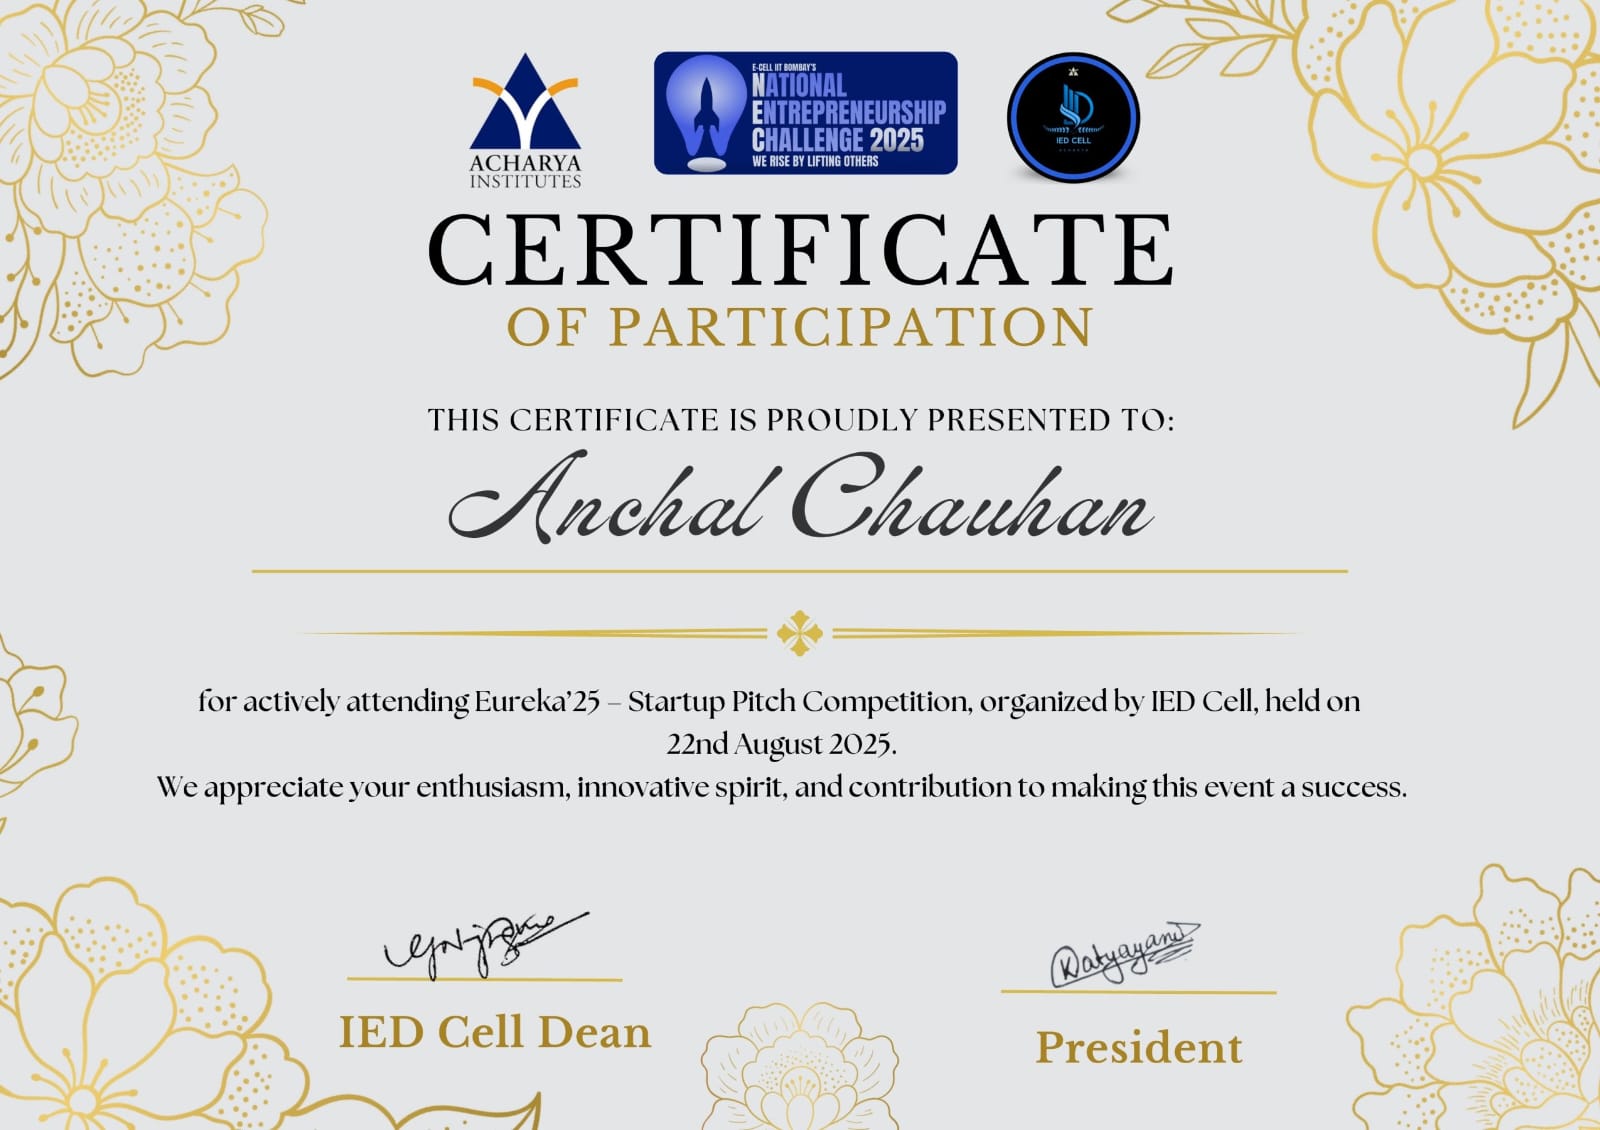 ACHARYA
INSTITUTES
E-CELL IIT BOMBAY'S
NATIONAL
ENTREPRENEURSHIP
CHALLENGE 2025
WE RISE BY LIFTING OTHERS
IED CELL
CERTIFICATE
OF PARTICIPATION
THIS CERTIFICATE IS PROUDLY PRESENTED TO:
Anchal Chauhan
for actively attending Eureka’25 – Startup Pitch Competition, organized by IED Cell, held on
22nd August 2025.
We appreciate your enthusiasm, innovative spirit, and contribution to making this event a success.
Katyayani
IED Cell Dean
President